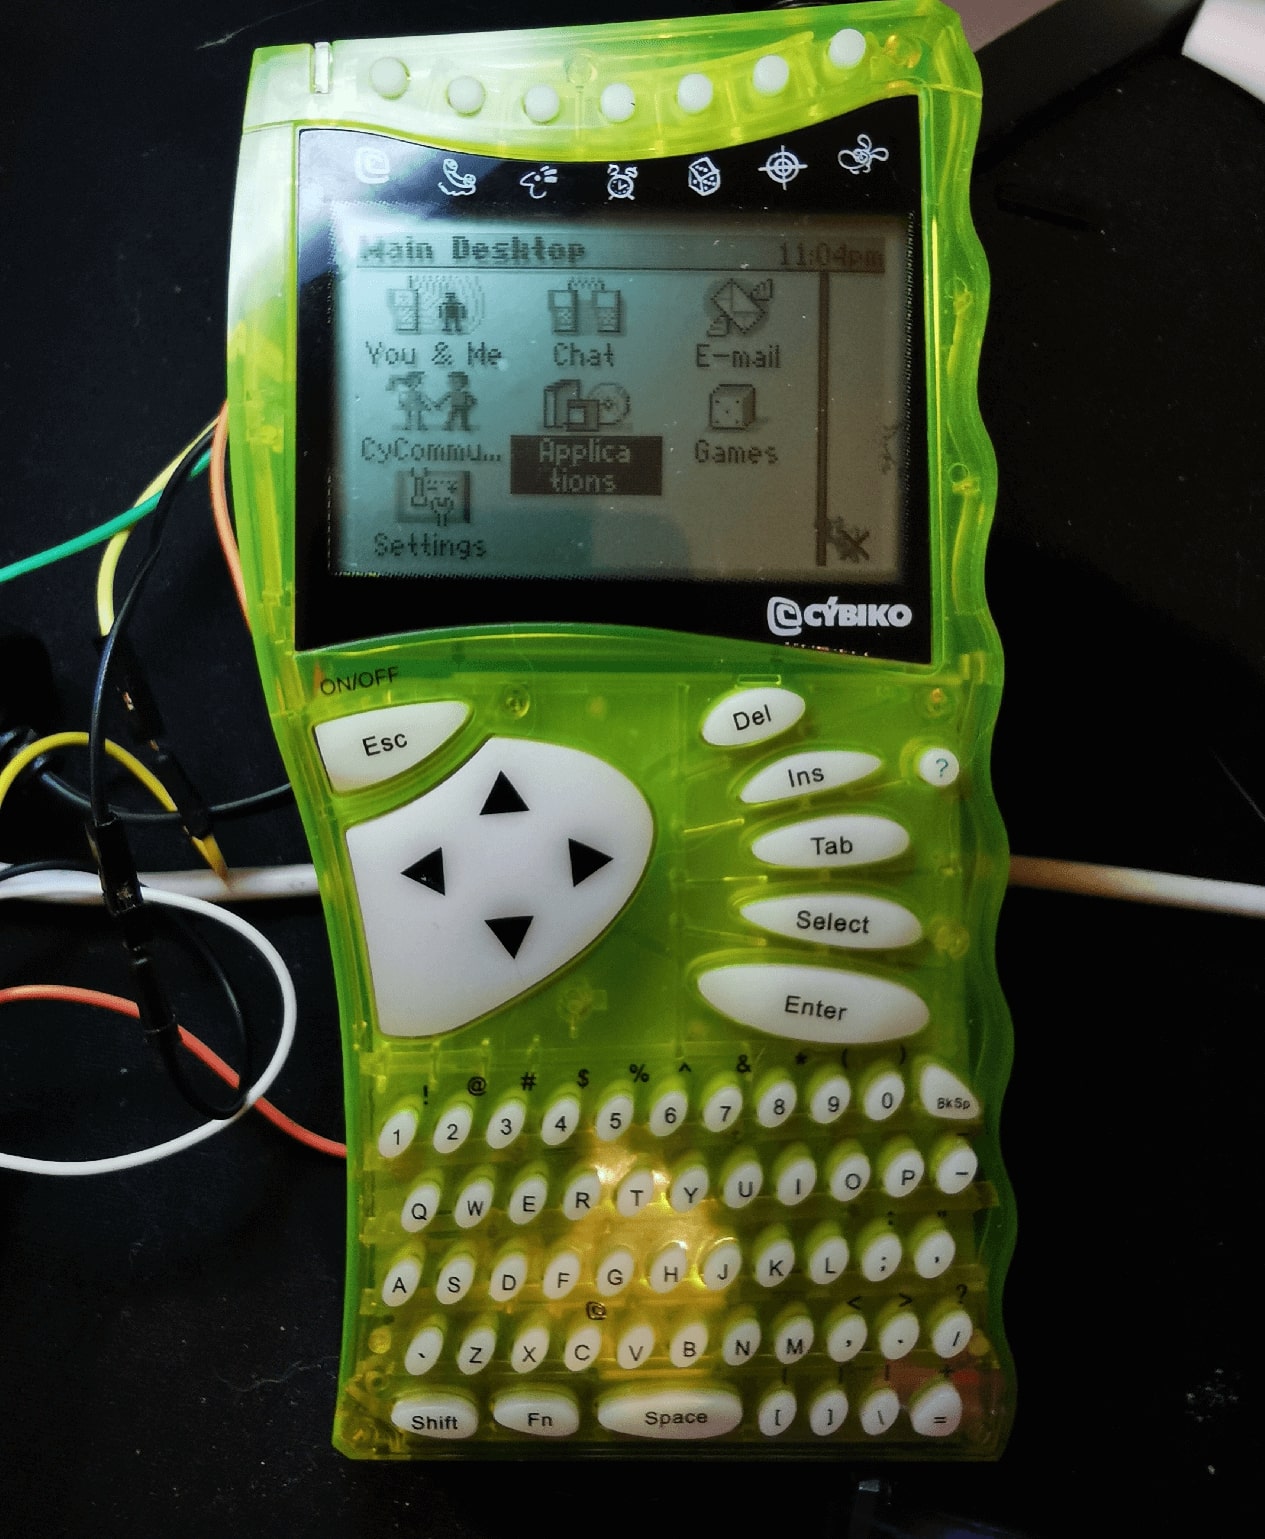 Main Desktop 11:04pm
You & Me Chat E-mail
CyCommu... Applica
tions Games
Settings
CÝBIKO
ON/OFF
Esc
Del
Ins ?
Tab
Select
Enter
! @ # $ % ^ & * ( )
1 2 3 4 5 6 7 8 9 0 BkSp
Q W E R T Y U I O P –
: "
A S D F G H J K L ; '
@ < > ?
` Z X C V B N M , . /
+
Shift Fn Space [ ] \ =